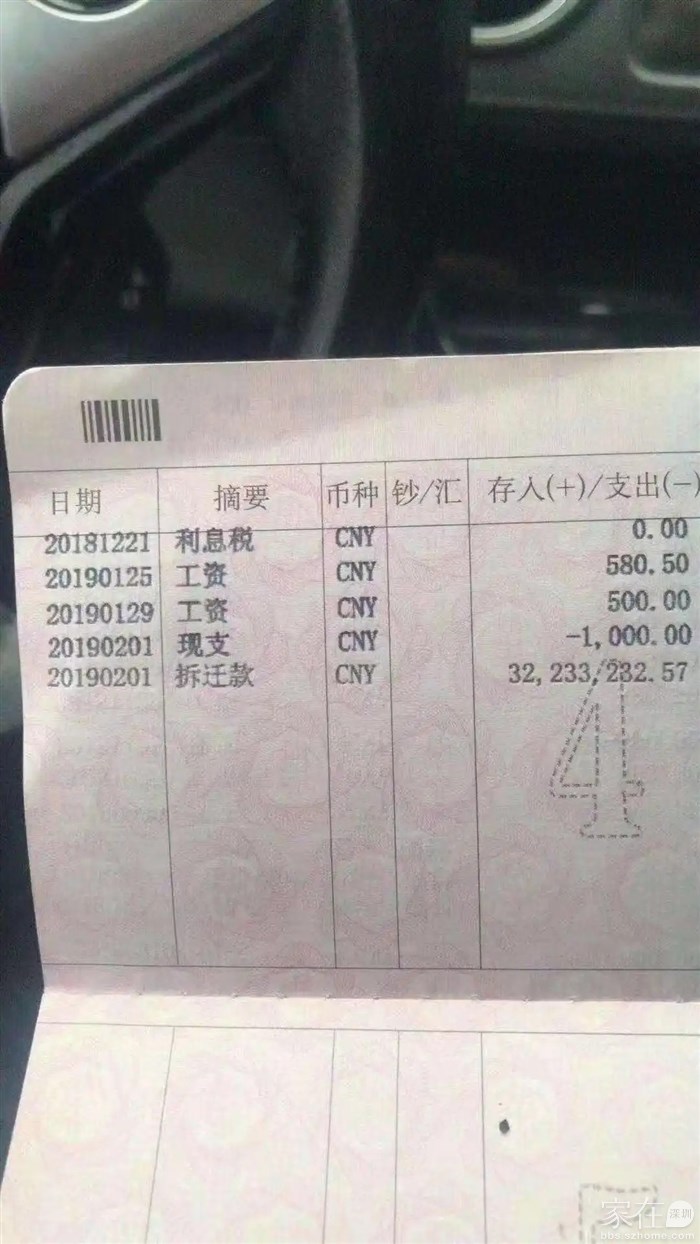 日期 摘要 币种 钞/汇 存入(+)/支出(-)
20181221 利息税 CNY 0.00
20190125 工资 CNY 580.50
20190129 工资 CNY 500.00
20190201 现支 CNY -1,000.00
20190201 拆迁款 CNY 32,233,232.57
4
家在深圳
bbs.szhome.com